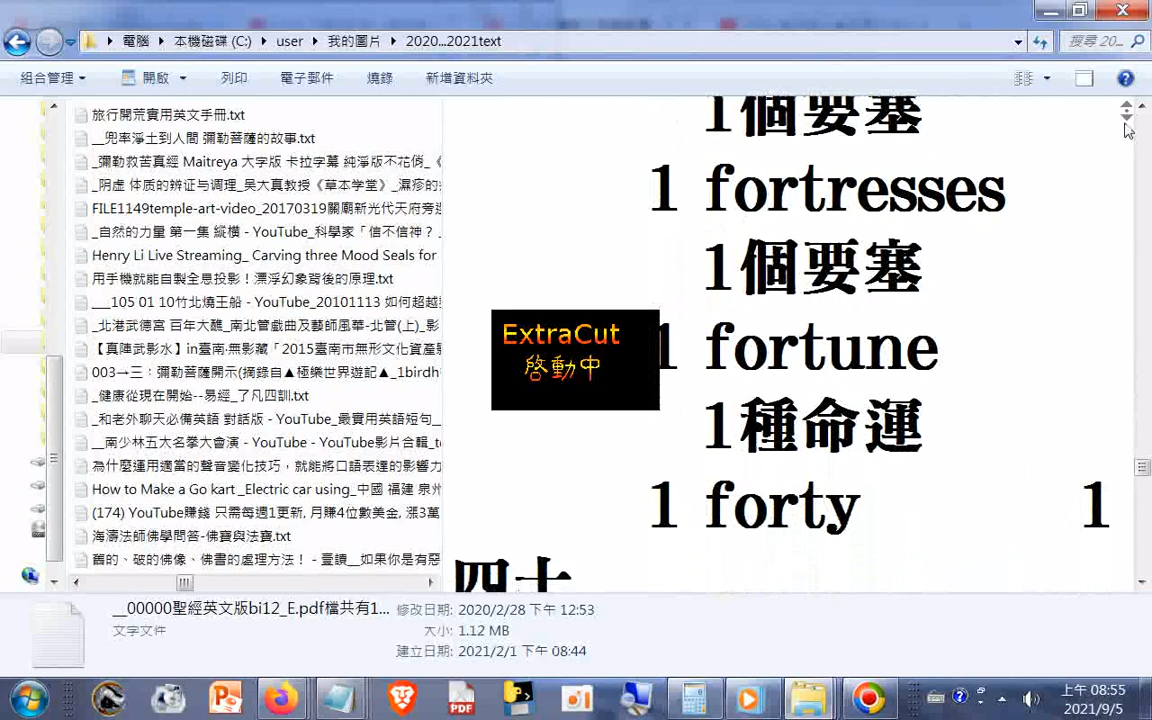 電腦 ▸ 本機磁碟 (C:) ▸ user ▸ 我的圖片 ▸ 2020...2021text
搜尋 20...
組合管理 開啟 列印 電子郵件 燒錄 新增資料夾
旅行開荒實用英文手冊.txt
__兜率淨土到人間 彌勒菩薩的故事.txt
_彌勒救苦真經 Maitreya 大字版 卡拉字幕 純淨版不花俏_《
_阴虚 体质的辨证与调理_吴大真教授《草本学堂》_濕疹的
FILE1149temple-art-video_20170319關廟新光代天府旁邊
_自然的力量 第一集 縱橫 - YouTube_科學家「信不信神？」
Henry Li Live Streaming_ Carving three Mood Seals for
用手機就能自製全息投影！漂浮幻象背後的原理.txt
___105 01 10竹北燒王船 - YouTube_20101113 如何超越
_北港武德宮 百年大醮_南北管戲曲及藝師風華-北管(上)_影
【真陣武影水】in臺南·無影藏「2015臺南市無形文化資產
003→三：彌勒菩薩開示(摘錄自▲極樂世界遊記▲_1birdh
_健康從現在開始--易經_了凡四訓.txt
_和老外聊天必備英語 對話版 - YouTube_最實用英語短句_
__南少林五大名拳大會演 - YouTube - YouTube影片合輯_t
為什麼運用適當的聲音變化技巧，就能將口語表達的影響力
How to Make a Go kart _Electric car using_中國 福建 泉州
(174) YouTube賺錢 只需每週1更新, 月賺4位數美金, 漲3萬
海濤法師佛學問答-佛寶與法寶.txt
舊的、破的佛像、佛書的處理方法！ - 壹讀__如果你是有惡
1個要塞
1 fortresses
1個要塞
1 fortune
1種命運
1 forty 1
四十
ExtraCut
啓動中
__00000聖經英文版bi12_E.pdf檔共有1...
文字文件
修改日期: 2020/2/28 下午 12:53
大小: 1.12 MB
建立日期: 2021/2/1 下午 08:44
PDF
上午 08:55
2021/9/5